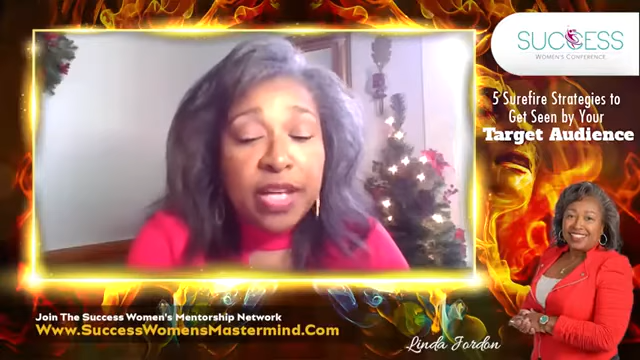 SUCCESS
WOMEN'S CONFERENCE
5 Surefire Strategies to
Get Seen by Your
Target Audience
Join The Success Women's Mentorship Network
Www.SuccessWomensMastermind.Com
Linda Fordon